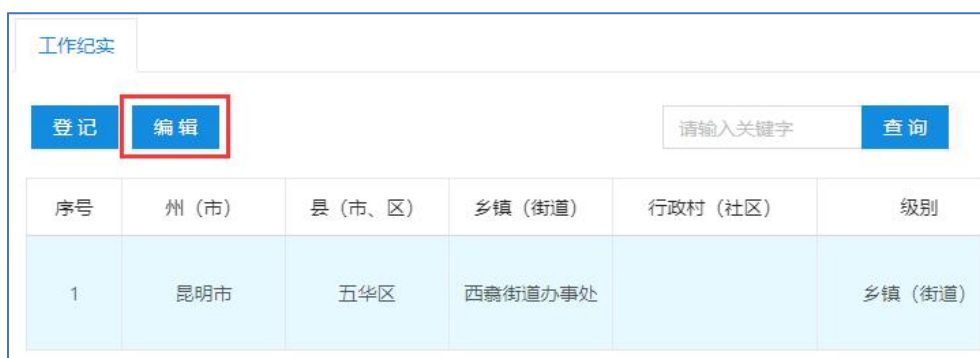 工作纪实
登记 编辑 请输入关键字 查询
序号 州（市） 县（市、区） 乡镇（街道） 行政村（社区） 级别
1 昆明市 五华区 西翥街道办事处 乡镇（街道）